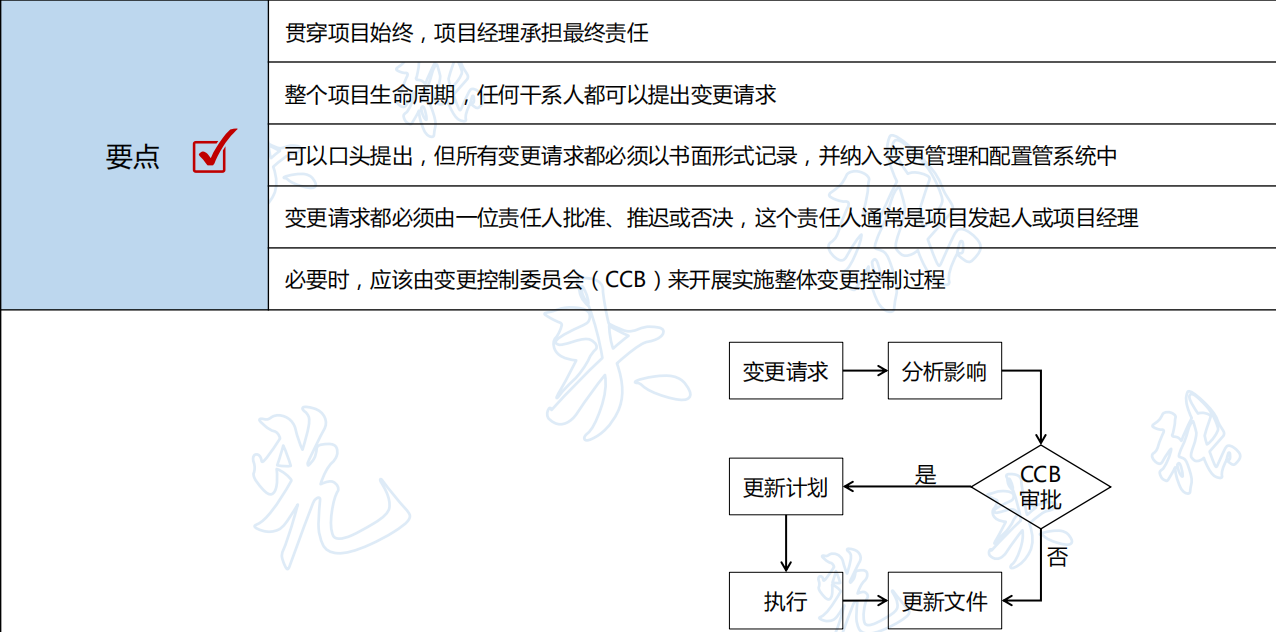 要点
贯穿项目始终，项目经理承担最终责任
整个项目生命周期，任何干系人都可以提出变更请求
可以口头提出，但所有变更请求都必须以书面形式记录，并纳入变更管理和配置管系统中
变更请求都必须由一位责任人批准、推迟或否决，这个责任人通常是项目发起人或项目经理
必要时，应该由变更控制委员会（CCB）来开展实施整体变更控制过程
变更请求
分析影响
CCB
审批
是
更新计划
否
执行
更新文件